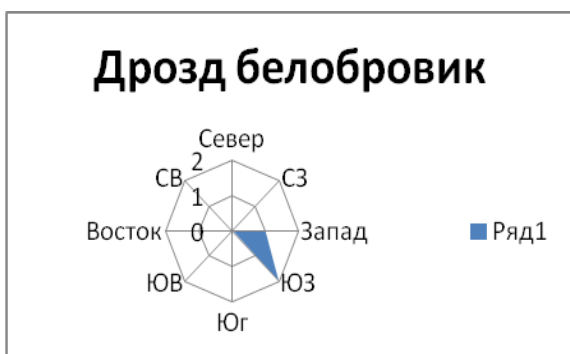 Дрозд белобровик
Север
2
СВ
СЗ
1
Восток
0
Запад
Ряд1
ЮВ
ЮЗ
Юг